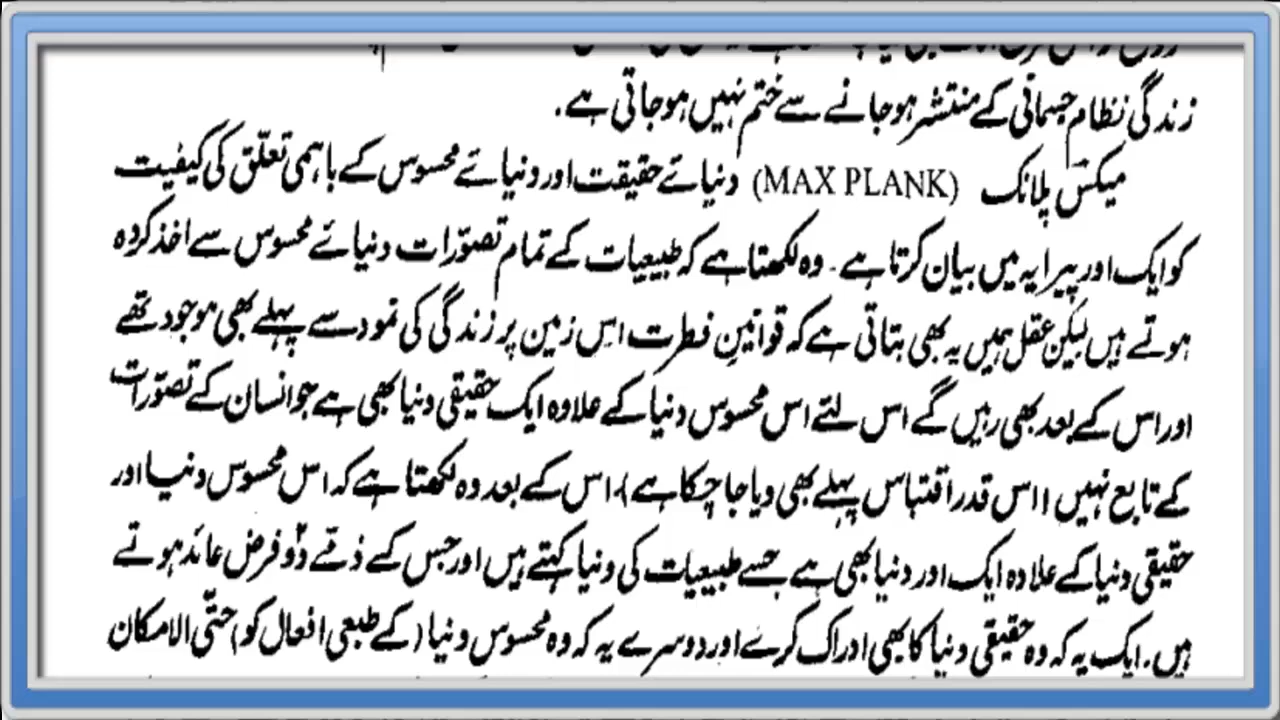 زندگی نظام جسمانی کے منتشر ہو جانے سے ختم نہیں ہو جاتی ہے۔
میکس پلانک (MAX PLANK) دنیائے حقیقت اور دنیائے محسوس کے باہمی تعلّق کی کیفیت
کو ایک اور پیرایہ میں بیان کرتا ہے۔ وہ لکھتا ہے کہ طبیعیات کے تمام تصوّرات دنیائے محسوس سے اخذ کردہ
ہوتے ہیں لیکن عقل ہمیں یہ بھی بتاتی ہے کہ قوانینِ فطرت اس زمین پر زندگی کی نمود سے پہلے بھی موجود تھے
اور اس کے بعد بھی رہیں گے اس لئے اس محسوس دنیا کے علاوہ ایک حقیقی دنیا بھی ہے جو انسان کے تصوّرات
کے تابع نہیں (اس قدر اقتباس پہلے بھی دیا جا چکا ہے)۔ اس کے بعد وہ لکھتا ہے کہ اس محسوس دنیا اور
حقیقی دنیا کے علاوہ ایک اور دنیا بھی ہے جسے طبیعیات کی دنیا کہتے ہیں اور جس کے ذمّے دو فرض عائد ہوتے
ہیں۔ ایک یہ کہ وہ حقیقی دنیا کا بھی ادراک کرے اور دوسرے یہ کہ وہ محسوس دنیا (کے طبعی افعال کو) حتّی الامکان